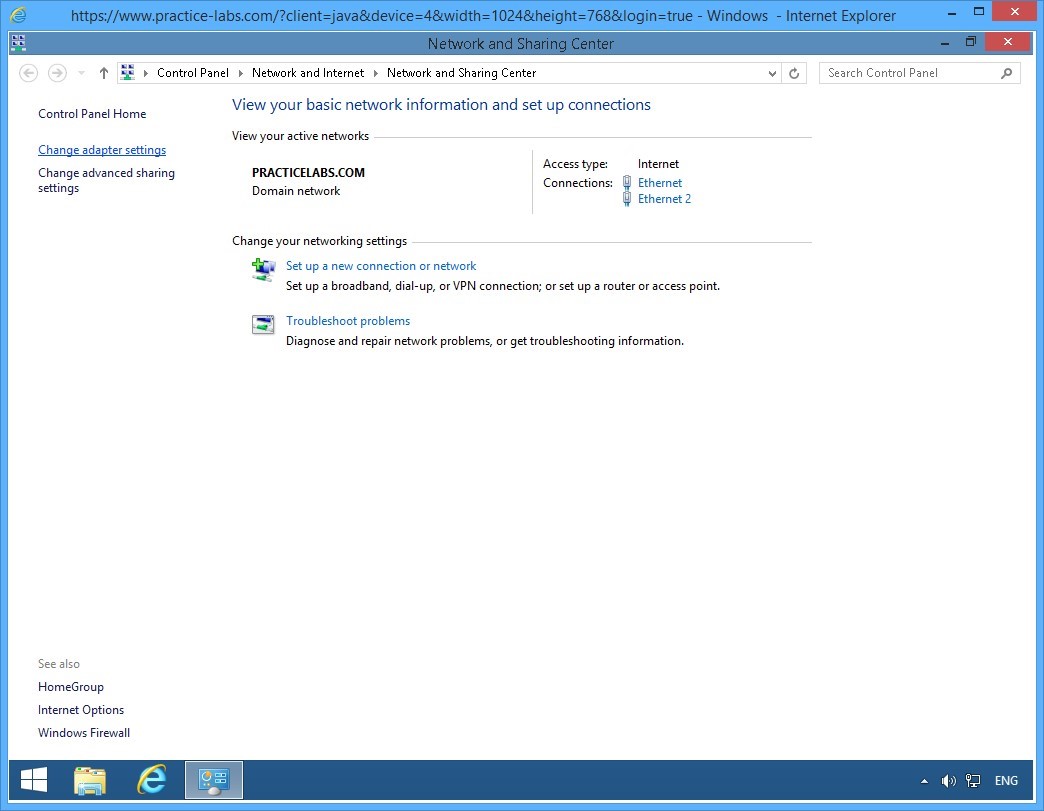 https://www.practice-labs.com/?client=java&device=4&width=1024&height=768&login=true - Windows - Internet Explorer
Network and Sharing Center
Control Panel Network and Internet Network and Sharing Center
Search Control Panel
Control Panel Home
Change adapter settings
Change advanced sharing
settings
View your basic network information and set up connections
View your active networks
PRACTICELABS.COM
Domain network
Access type: Internet
Connections: Ethernet
Ethernet 2
Change your networking settings
Set up a new connection or network
Set up a broadband, dial-up, or VPN connection; or set up a router or access point.
Troubleshoot problems
Diagnose and repair network problems, or get troubleshooting information.
See also
HomeGroup
Internet Options
Windows Firewall
ENG